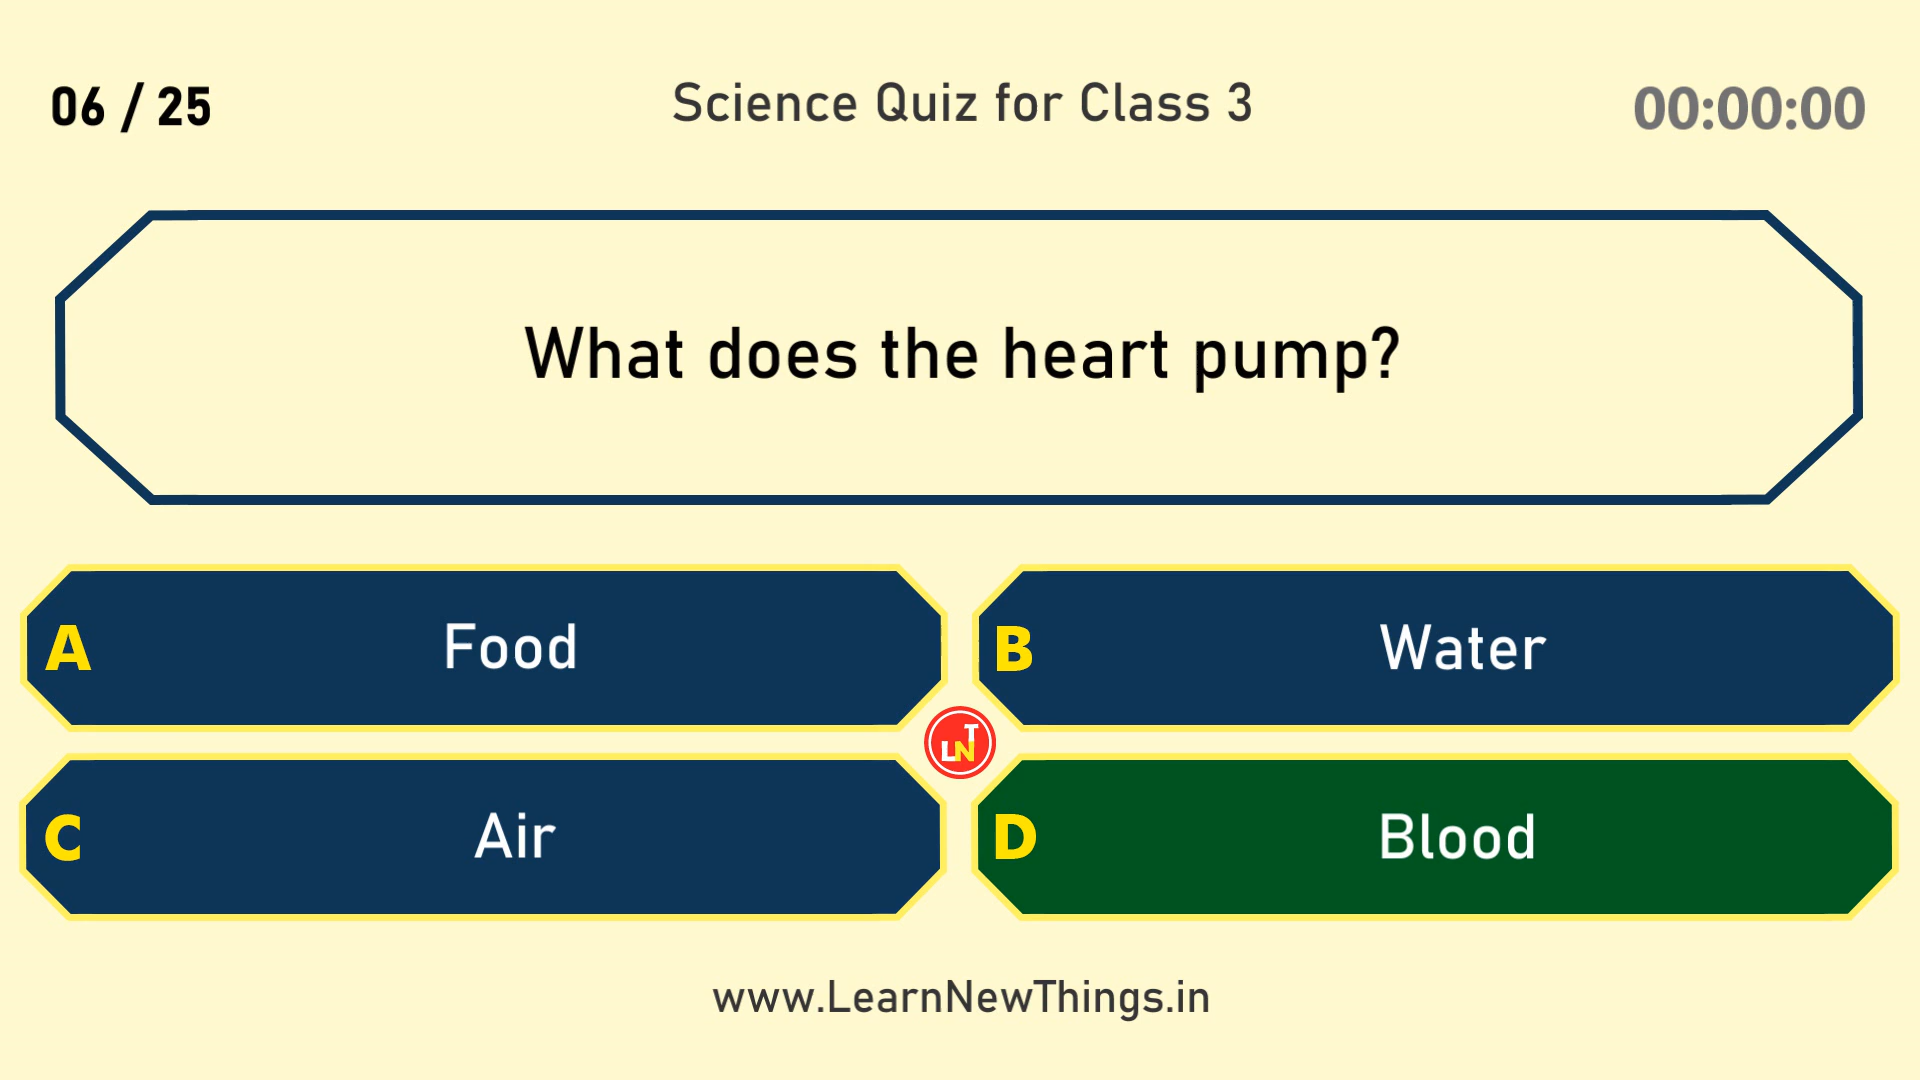 06 / 25
Science Quiz for Class 3
00:00:00
What does the heart pump?
A Food
B Water
LNT
C Air
D Blood
www.LearnNewThings.in